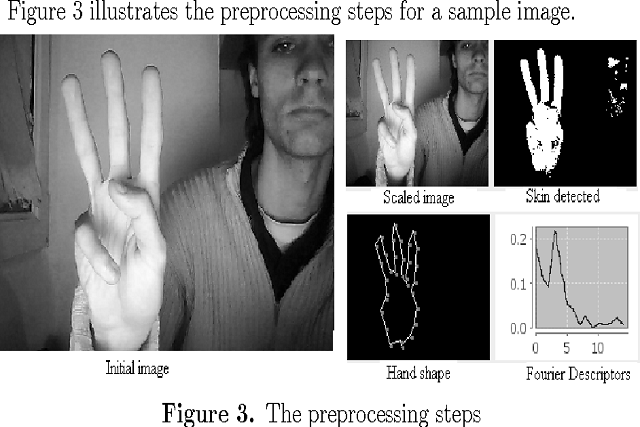 Figure 3 illustrates the preprocessing steps for a sample image.
Initial image
Scaled image
Skin detected
0.2
0.1
0.0
0
5
10
Hand shape
Fourier Descriptors
Figure 3. The preprocessing steps